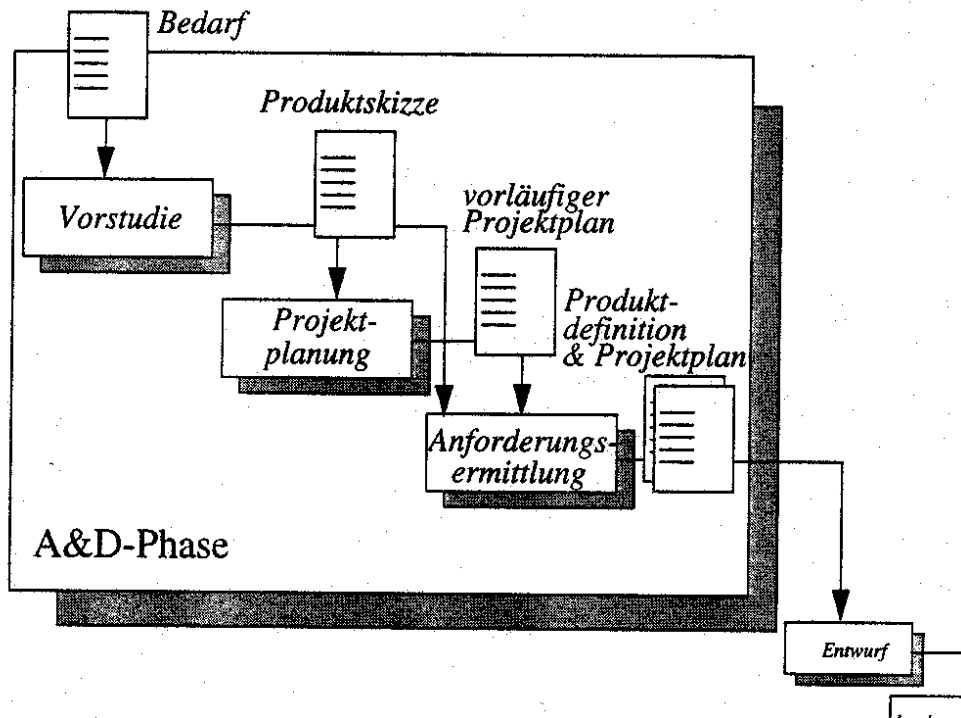 Bedarf
Produktskizze
Vorstudie
vorläufiger
Projektplan
Projekt-
planung
Produkt-
definition
& Projektplan
Anforderungs-
ermittlung
A&D-Phase
Entwurf